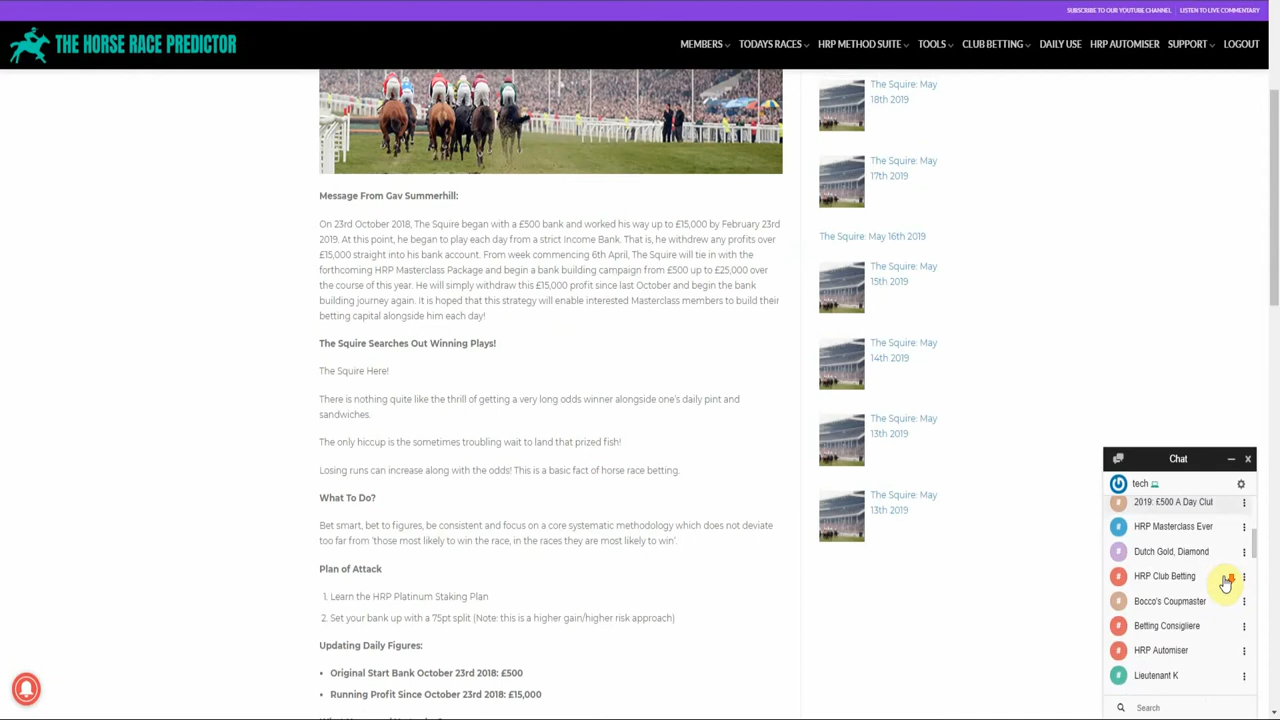 SUBSCRIBE TO OUR YOUTUBE CHANNEL LISTEN TO LIVE COMMENTARY
THE HORSE RACE PREDICTOR
MEMBERS TODAYS RACES HRP METHOD SUITE TOOLS CLUB BETTING DAILY USE HRP AUTOMISER SUPPORT LOGOUT
Message From Gav Summerhill:
On 23rd October 2018, The Squire began with a £500 bank and worked his way up to £15,000 by February 23rd
2019. At this point, he began to play each day from a strict Income Bank. That is, he withdrew any profits over
£15,000 straight into his bank account. From week commencing 6th April, The Squire will tie in with the
forthcoming HRP Masterclass Package and begin a bank building campaign from £500 up to £25,000 over
the course of this year. He will simply withdraw this £15,000 profit since last October and begin the bank
building journey again. It is hoped that this strategy will enable interested Masterclass members to build their
betting capital alongside him each day!
The Squire Searches Out Winning Plays!
The Squire Here!
There is nothing quite like the thrill of getting a very long odds winner alongside one's daily pint and
sandwiches.
The only hiccup is the sometimes troubling wait to land that prized fish!
Losing runs can increase along with the odds! This is a basic fact of horse race betting.
What To Do?
Bet smart, bet to figures, be consistent and focus on a core systematic methodology which does not deviate
too far from 'those most likely to win the race, in the races they are most likely to win'.
Plan of Attack
1. Learn the HRP Platinum Staking Plan
2. Set your bank up with a 75pt split (Note: this is a higher gain/higher risk approach)
Updating Daily Figures:
• Original Start Bank October 23rd 2018: £500
• Running Profit Since October 23rd 2018: £15,000
The Squire: May
18th 2019
The Squire: May
17th 2019
The Squire: May 16th 2019
The Squire: May
15th 2019
The Squire: May
14th 2019
The Squire: May
13th 2019
The Squire: May
13th 2019
Chat
tech
# 2019: £500 A Day Clut
# HRP Masterclass Ever
# Dutch Gold, Diamond
# HRP Club Betting
# Bocco's Coupmaster
# Betting Consigliere
# HRP Automiser
# Lieutenant K
Search